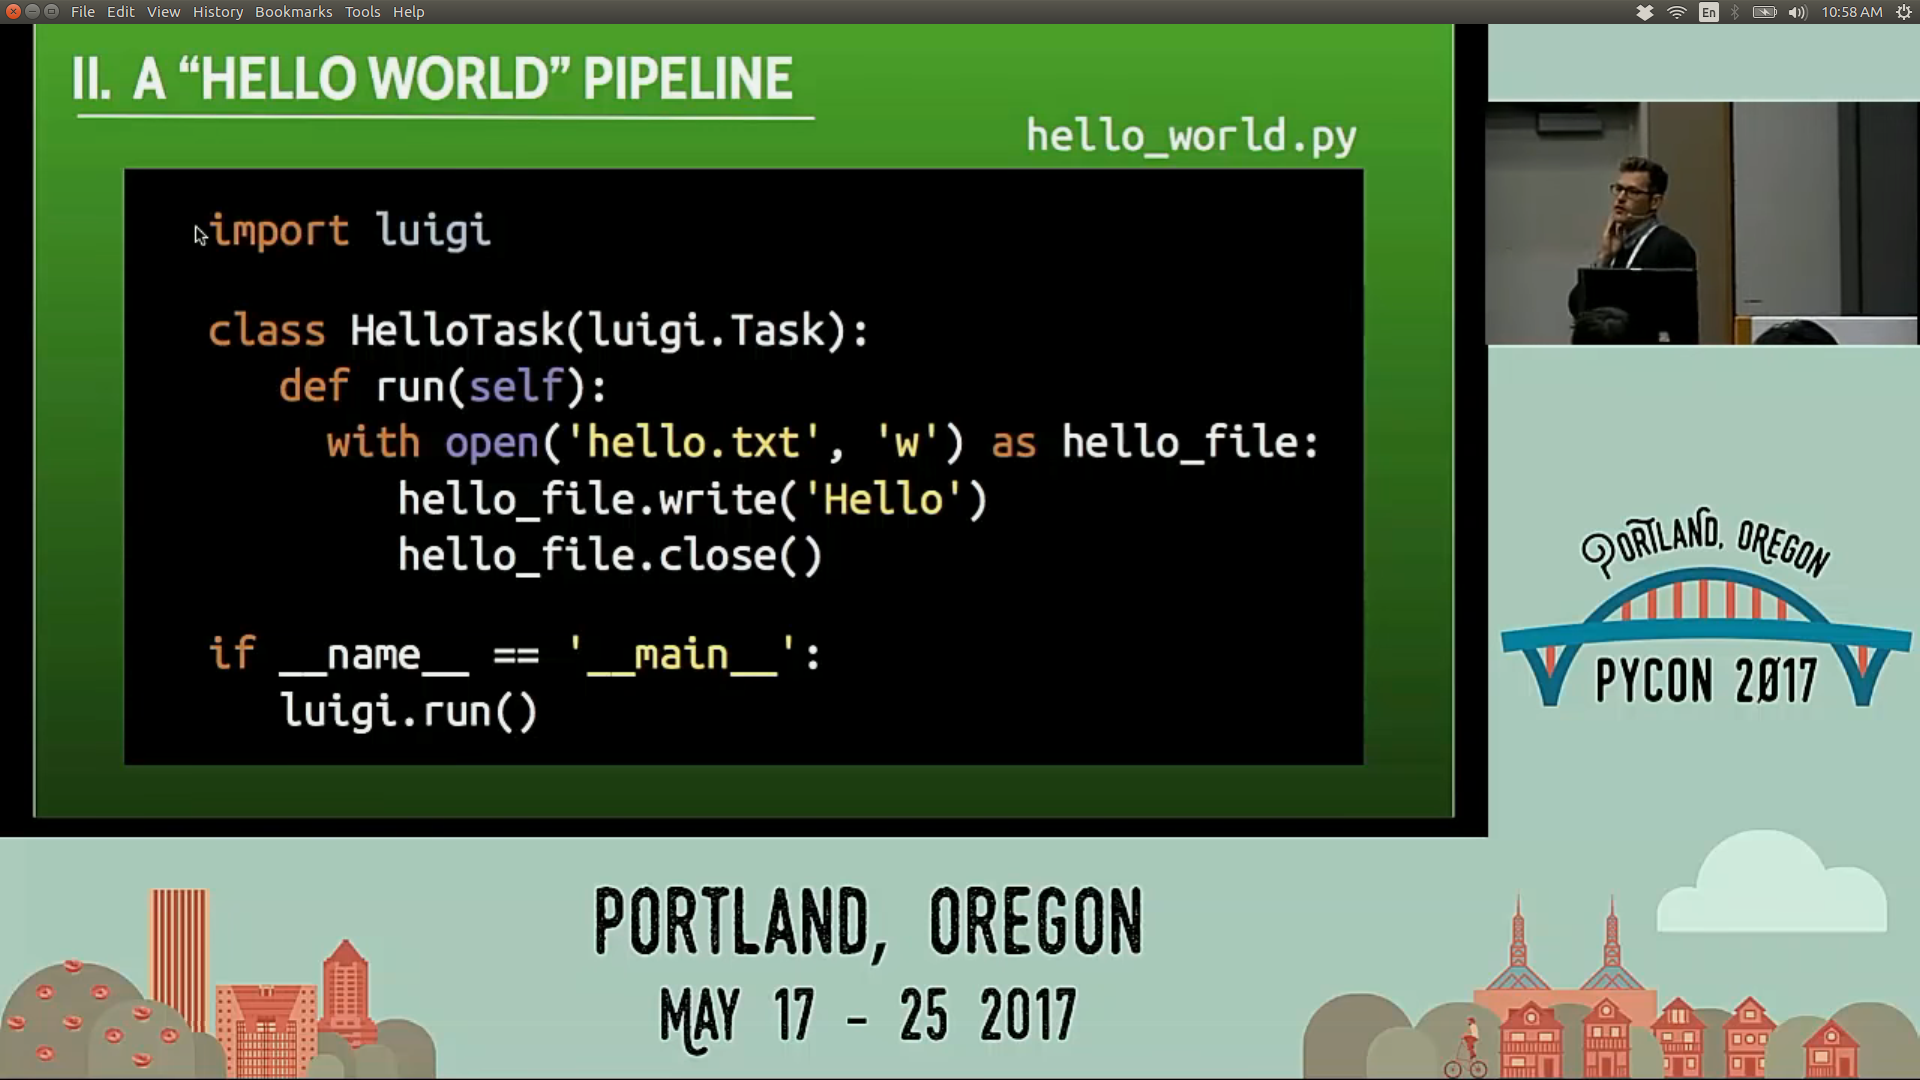 File Edit View History Bookmarks Tools Help
En
10:58 AM
II. A “HELLO WORLD” PIPELINE
hello_world.py
import luigi
class HelloTask(luigi.Task):
def run(self):
with open('hello.txt', 'w') as hello_file:
hello_file.write('Hello')
hello_file.close()
if __name__ == '__main__':
luigi.run()
PORTLAND, OREGON
PYCON 2017
PORTLAND, OREGON
MAY 17 - 25 2017